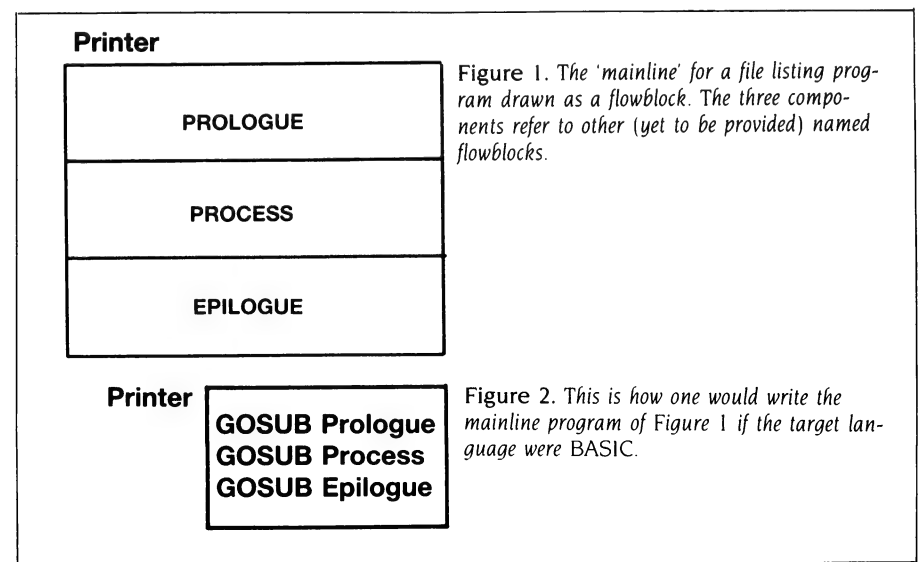 Printer
PROLOGUE
PROCESS
EPILOGUE
Figure 1. The 'mainline' for a file listing prog-
ram drawn as a flowblock. The three compo-
nents refer to other (yet to be provided) named
flowblocks.
Printer
GOSUB Prologue
GOSUB Process
GOSUB Epilogue
Figure 2. This is how one would write the
mainline program of Figure 1 if the target lan-
guage were BASIC.